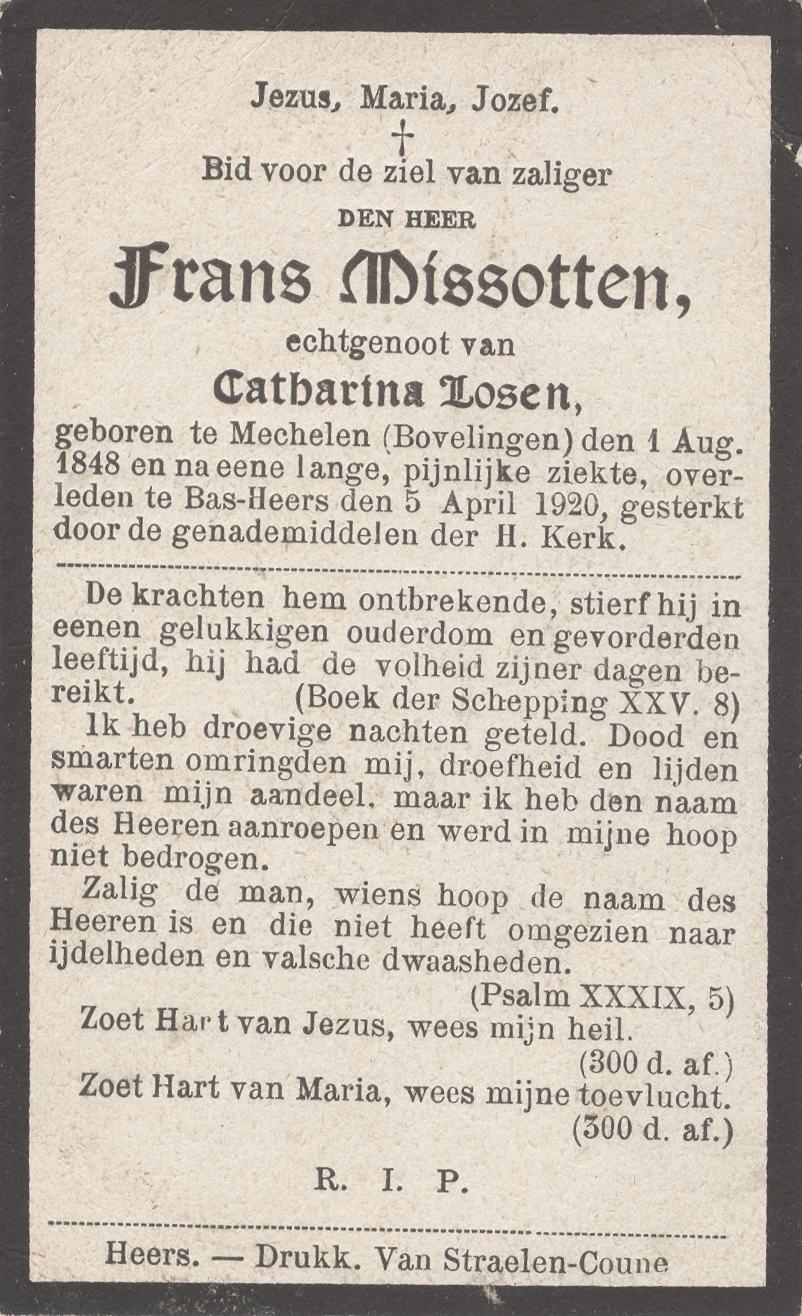 Jezus, Maria, Jozef.
†
Bid voor de ziel van zaliger
DEN HEER
Frans Missotten,
echtgenoot van
Catharina Losen,
geboren te Mechelen (Bovelingen) den 1 Aug.
1848 en na eene lange, pijnlijke ziekte, over-
leden te Bas-Heers den 5 April 1920, gesterkt
door de genademiddelen der H. Kerk.
De krachten hem ontbrekende, stierf hij in
eenen gelukkigen ouderdom en gevorderden
leeftijd, hij had de volheid zijner dagen be-
reikt. (Boek der Schepping XXV. 8)
Ik heb droevige nachten geteld. Dood en
smarten omringden mij, droefheid en lijden
waren mijn aandeel, maar ik heb den naam
des Heeren aanroepen en werd in mijne hoop
niet bedrogen.
Zalig de man, wiens hoop de naam des
Heeren is en die niet heeft omgezien naar
ijdelheden en valsche dwaasheden.
(Psalm XXXIX, 5)
Zoet Hart van Jezus, wees mijn heil.
(300 d. af.)
Zoet Hart van Maria, wees mijne toevlucht.
(300 d. af.)
R. I. P.
Heers. — Drukk. Van Straelen-Coune